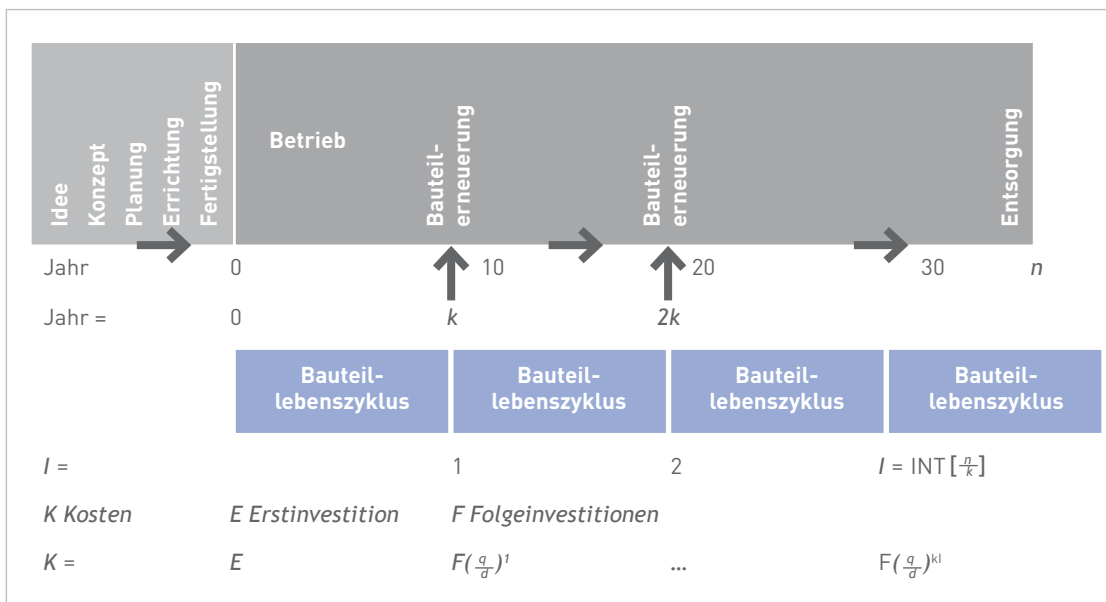 Idee
Konzept
Planung
Errichtung
Fertigstellung
Betrieb
Bauteil-
erneuerung
Bauteil-
erneuerung
Entsorgung
Jahr 0 10 20 30 n
Jahr = 0 k 2k
Bauteil-
lebenszyklus
Bauteil-
lebenszyklus
Bauteil-
lebenszyklus
Bauteil-
lebenszyklus
I = 1 2 I = INT [n/k]
K Kosten E Erstinvestition F Folgeinvestitionen
K = E F(q/d)¹ ... F(q/d)ᵏˡ